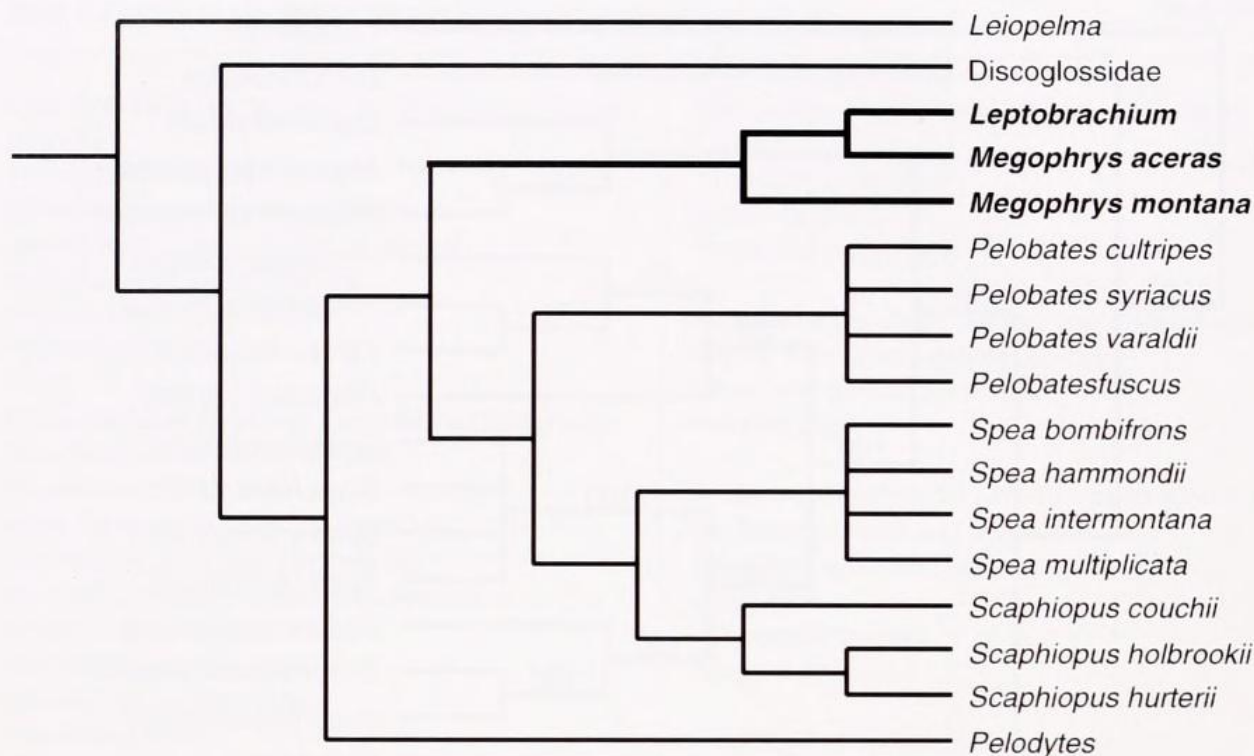 Leiopelma
Discoglossidae
Leptobrachium
Megophrys aceras
Megophrys montana
Pelobates cultripes
Pelobates syriacus
Pelobates varaldii
Pelobatesfuscus
Spea bombifrons
Spea hammondii
Spea intermontana
Spea multiplicata
Scaphiopus couchii
Scaphiopus holbrookii
Scaphiopus hurterii
Pelodytes